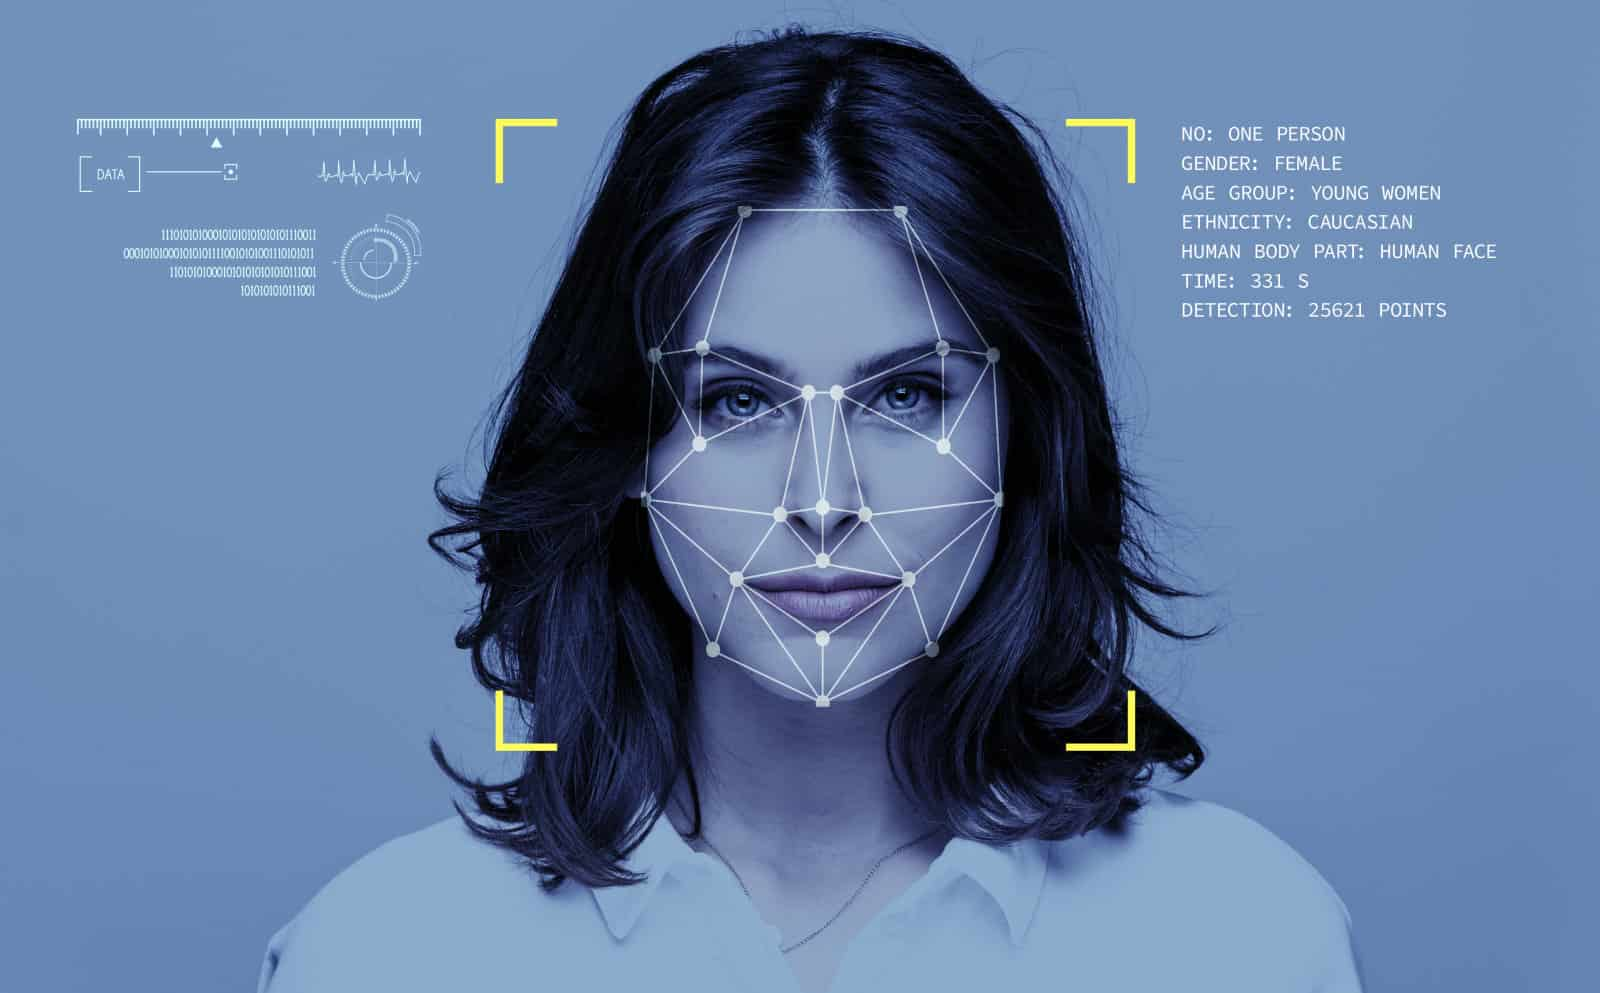 DATA
1010101010111001
NO: ONE PERSON
GENDER: FEMALE
AGE GROUP: YOUNG WOMEN
ETHNICITY: CAUCASIAN
HUMAN BODY PART: HUMAN FACE
TIME: 331 S
DETECTION: 25621 POINTS